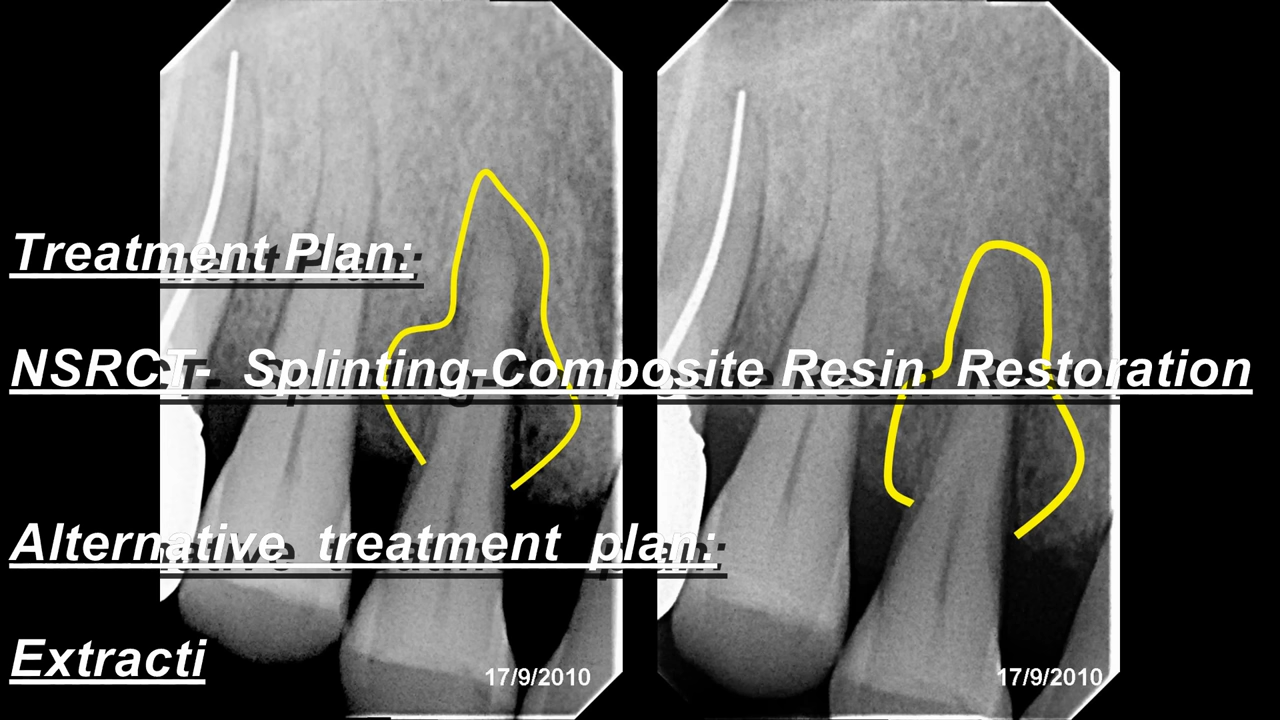 Treatment Plan:
NSRCT- Splinting-Composite Resin Restoration
Alternative treatment plan:
Extracti
17/9/2010
17/9/2010